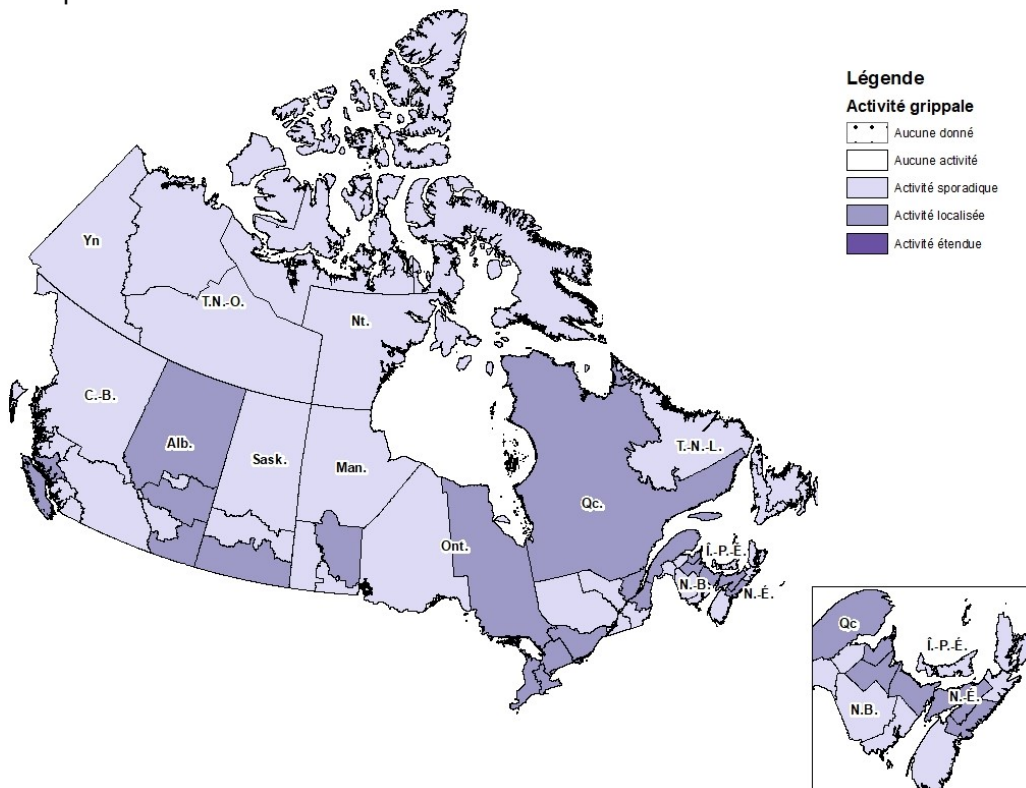 Légende
Activité grippale
Aucune donné
Aucune activité
Activité sporadique
Activité localisée
Activité étendue
Yn
T.N.-O.
Nt.
C.-B.
Alb.
Sask.
Man.
T.-N.-L.
Qc.
Ont.
Î.-P.-É.
N.-B.
N.-É.
Qc
Î.-P.-É.
N.-É.
N.B.